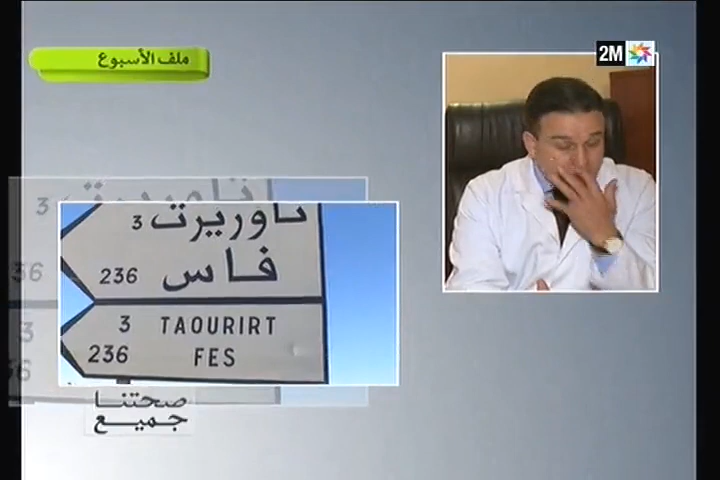 ملف الأسبوع
2M
تاوريرت 3
فاس 236
3 TAOURIRT
236 FES
صحتنا
جميع